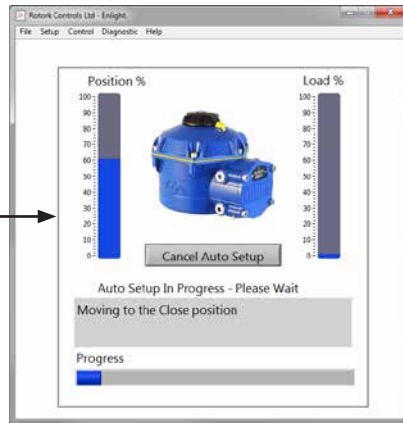 Rotork Controls Ltd - Enlight.
File Setup Control Diagnostic Help
Position % Load %
100 100
90 90
80 80
70 70
60 60
50 50
40 40
30 30
20 20
10 10
0 0
Cancel Auto Setup
Auto Setup In Progress - Please Wait
Moving to the Close position
Progress